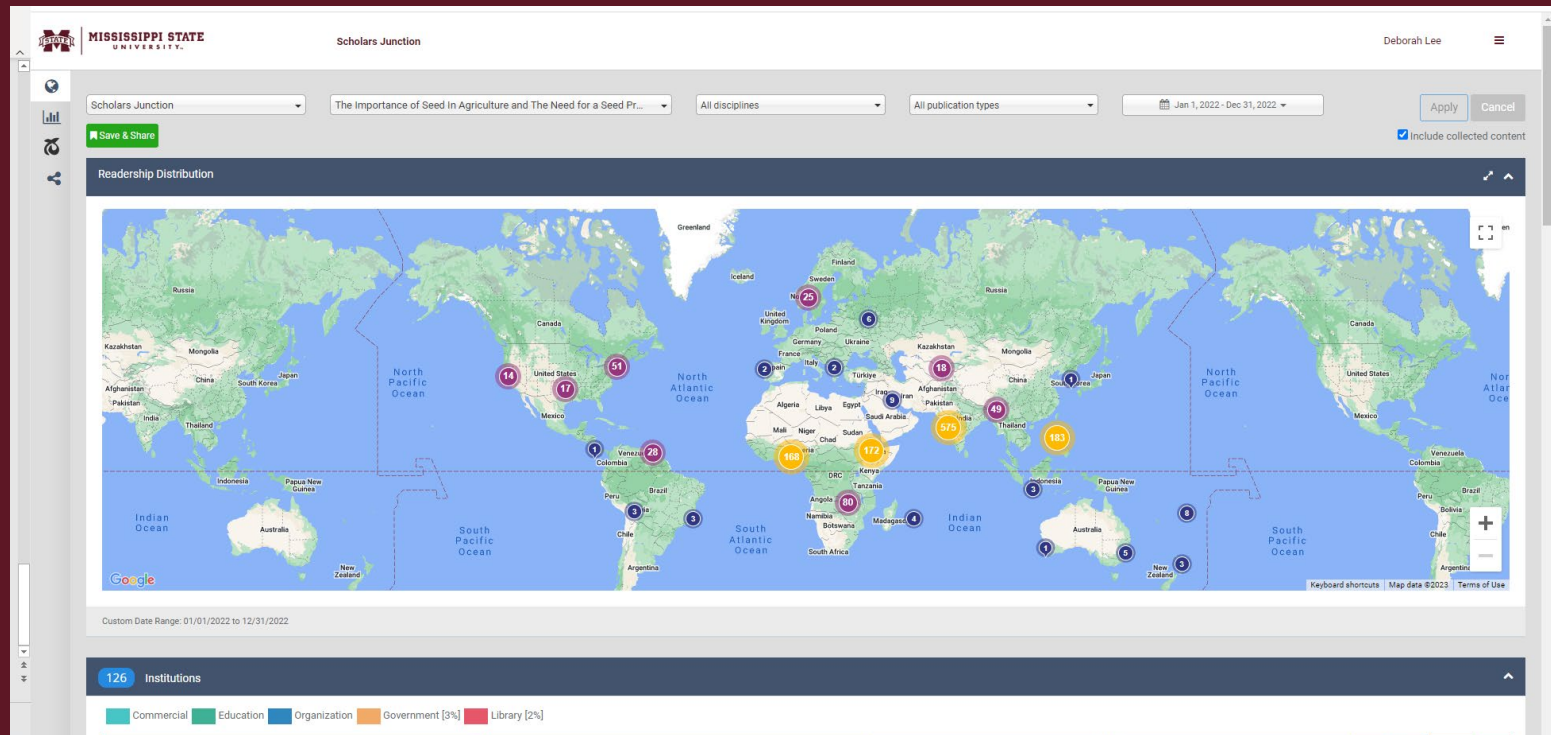 STATE
MISSISSIPPI STATE
UNIVERSITY™
Scholars Junction
Deborah Lee
Scholars Junction
The Importance of Seed In Agriculture and The Need for a Seed Pr...
All disciplines
All publication types
Jan 1, 2022 - Dec 31, 2022
Apply
Cancel
Save & Share
Include collected content
Readership Distribution
Greenland
Iceland
Finland
Sweden
25
Russia
Russia
United
Kingdom
6
Poland
Germany
Ukraine
Canada
Canada
Kazakhstan
Mongolia
France
Italy
Kazakhstan
Mongolia
51
14
United States
17
2
2
Türkiye
18
1
Japan
China
South Korea
Japan
North
Pacific
Ocean
North
Atlantic
Ocean
China
North
Pacific
Ocean
United States
Afghanistan
Pakistan
India
Thailand
Mexico
Algeria
Libya
Egypt
Saudi Arabia
9
Afghanistan
Pakistan
49
Thailand
Mexico
Mali
Niger
Chad
Sudan
575
183
1
28
Colombia
168
172
Venezuela
Colombia
DRC
Kenya
Tanzania
Indonesia
Papua New
Guinea
Peru
Brazil
Angola
80
3
Papua New
Guinea
Peru
Brazil
3
3
Namibia
Botswana
4
8
Bolivia
Indian
Ocean
Australia
South
Pacific
Ocean
Chile
South
Atlantic
Ocean
South Africa
Indian
Ocean
1
Australia
5
South
Pacific
Ocean
Chile
New
Zealand
Argentina
New
Zealand
3
Argentina
Google
Keyboard shortcuts
Map data ©2023
Terms of Use
Custom Date Range: 01/01/2022 to 12/31/2022
126 Institutions
Commercial Education Organization Government [3%] Library [2%]